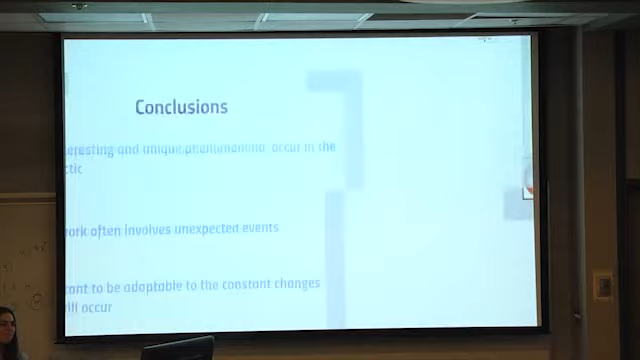 Conclusions
eresting and unique phenomenona occur in the
ctic
ork often involves unexpected events
tant to be adaptable to the constant changes
ill occur